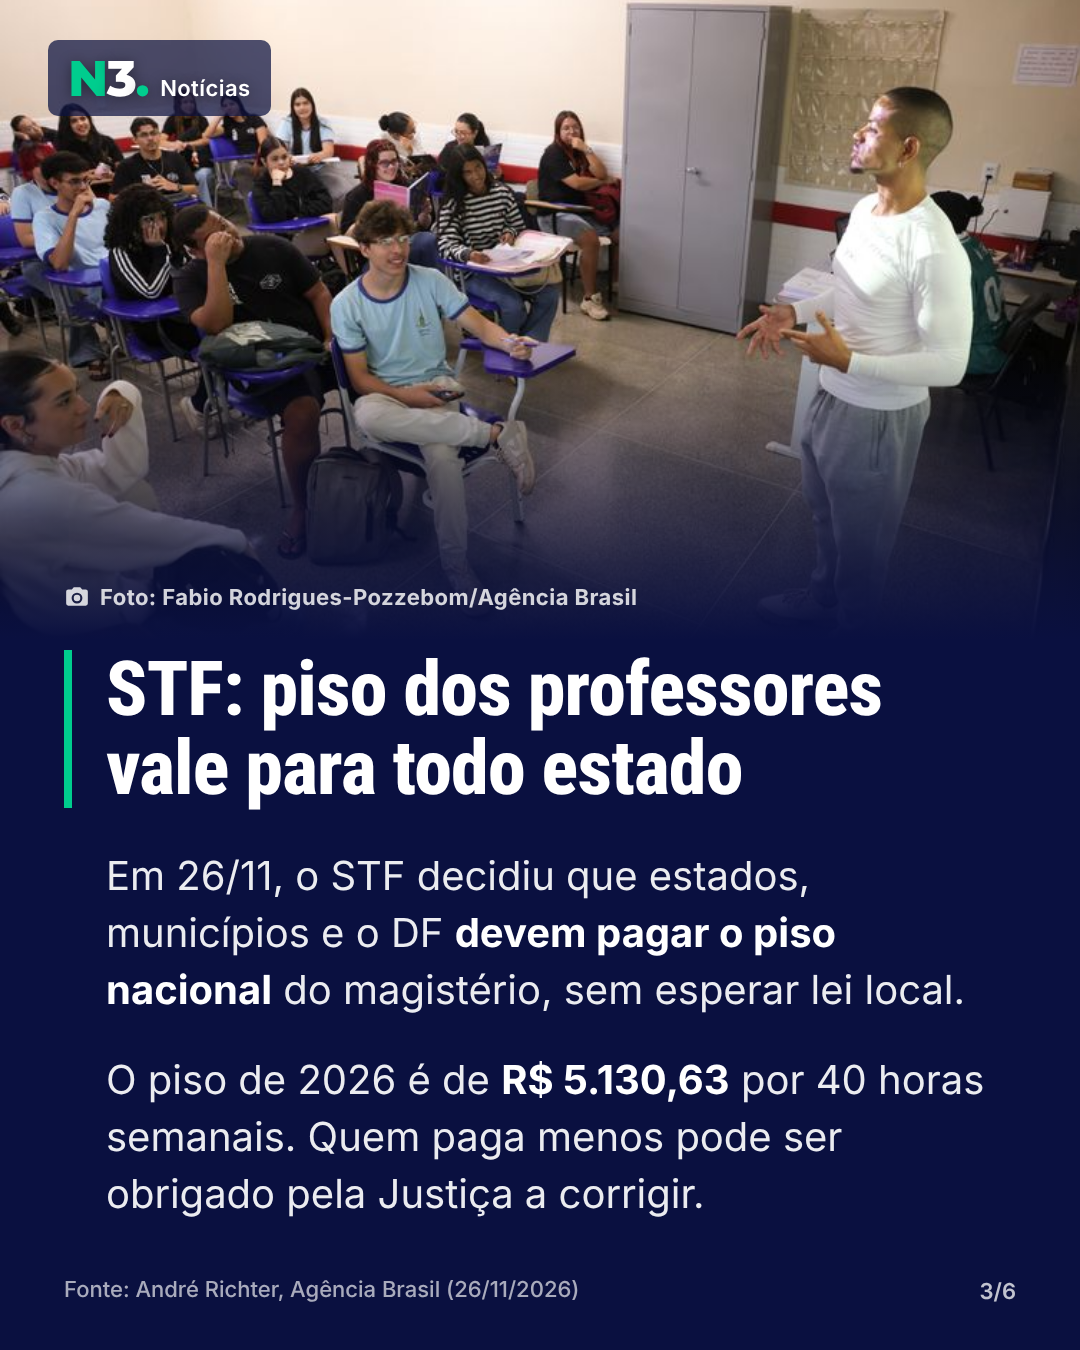 N3. Notícias
Foto: Fabio Rodrigues-Pozzebom/Agência Brasil
STF: piso dos professores
vale para todo estado
Em 26/11, o STF decidiu que estados,
municípios e o DF devem pagar o piso
nacional do magistério, sem esperar lei local.
O piso de 2026 é de R$ 5.130,63 por 40 horas
semanais. Quem paga menos pode ser
obrigado pela Justiça a corrigir.
Fonte: André Richter, Agência Brasil (26/11/2026)
3/6